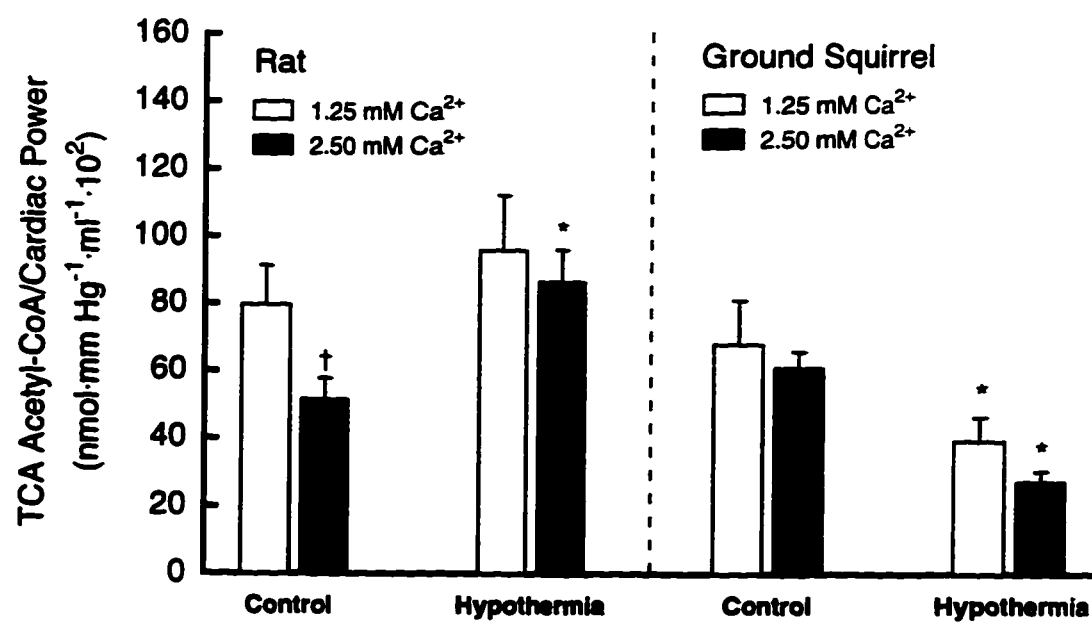 TCA Acetyl-CoA/Cardiac Power
(nmol·mm Hg⁻¹·ml⁻¹·10²)
160
140
120
100
80
60
40
20
0
Rat
1.25 mM Ca²⁺
2.50 mM Ca²⁺
Ground Squirrel
1.25 mM Ca²⁺
2.50 mM Ca²⁺
†
*
*
*
Control
Hypothermia
Control
Hypothermia